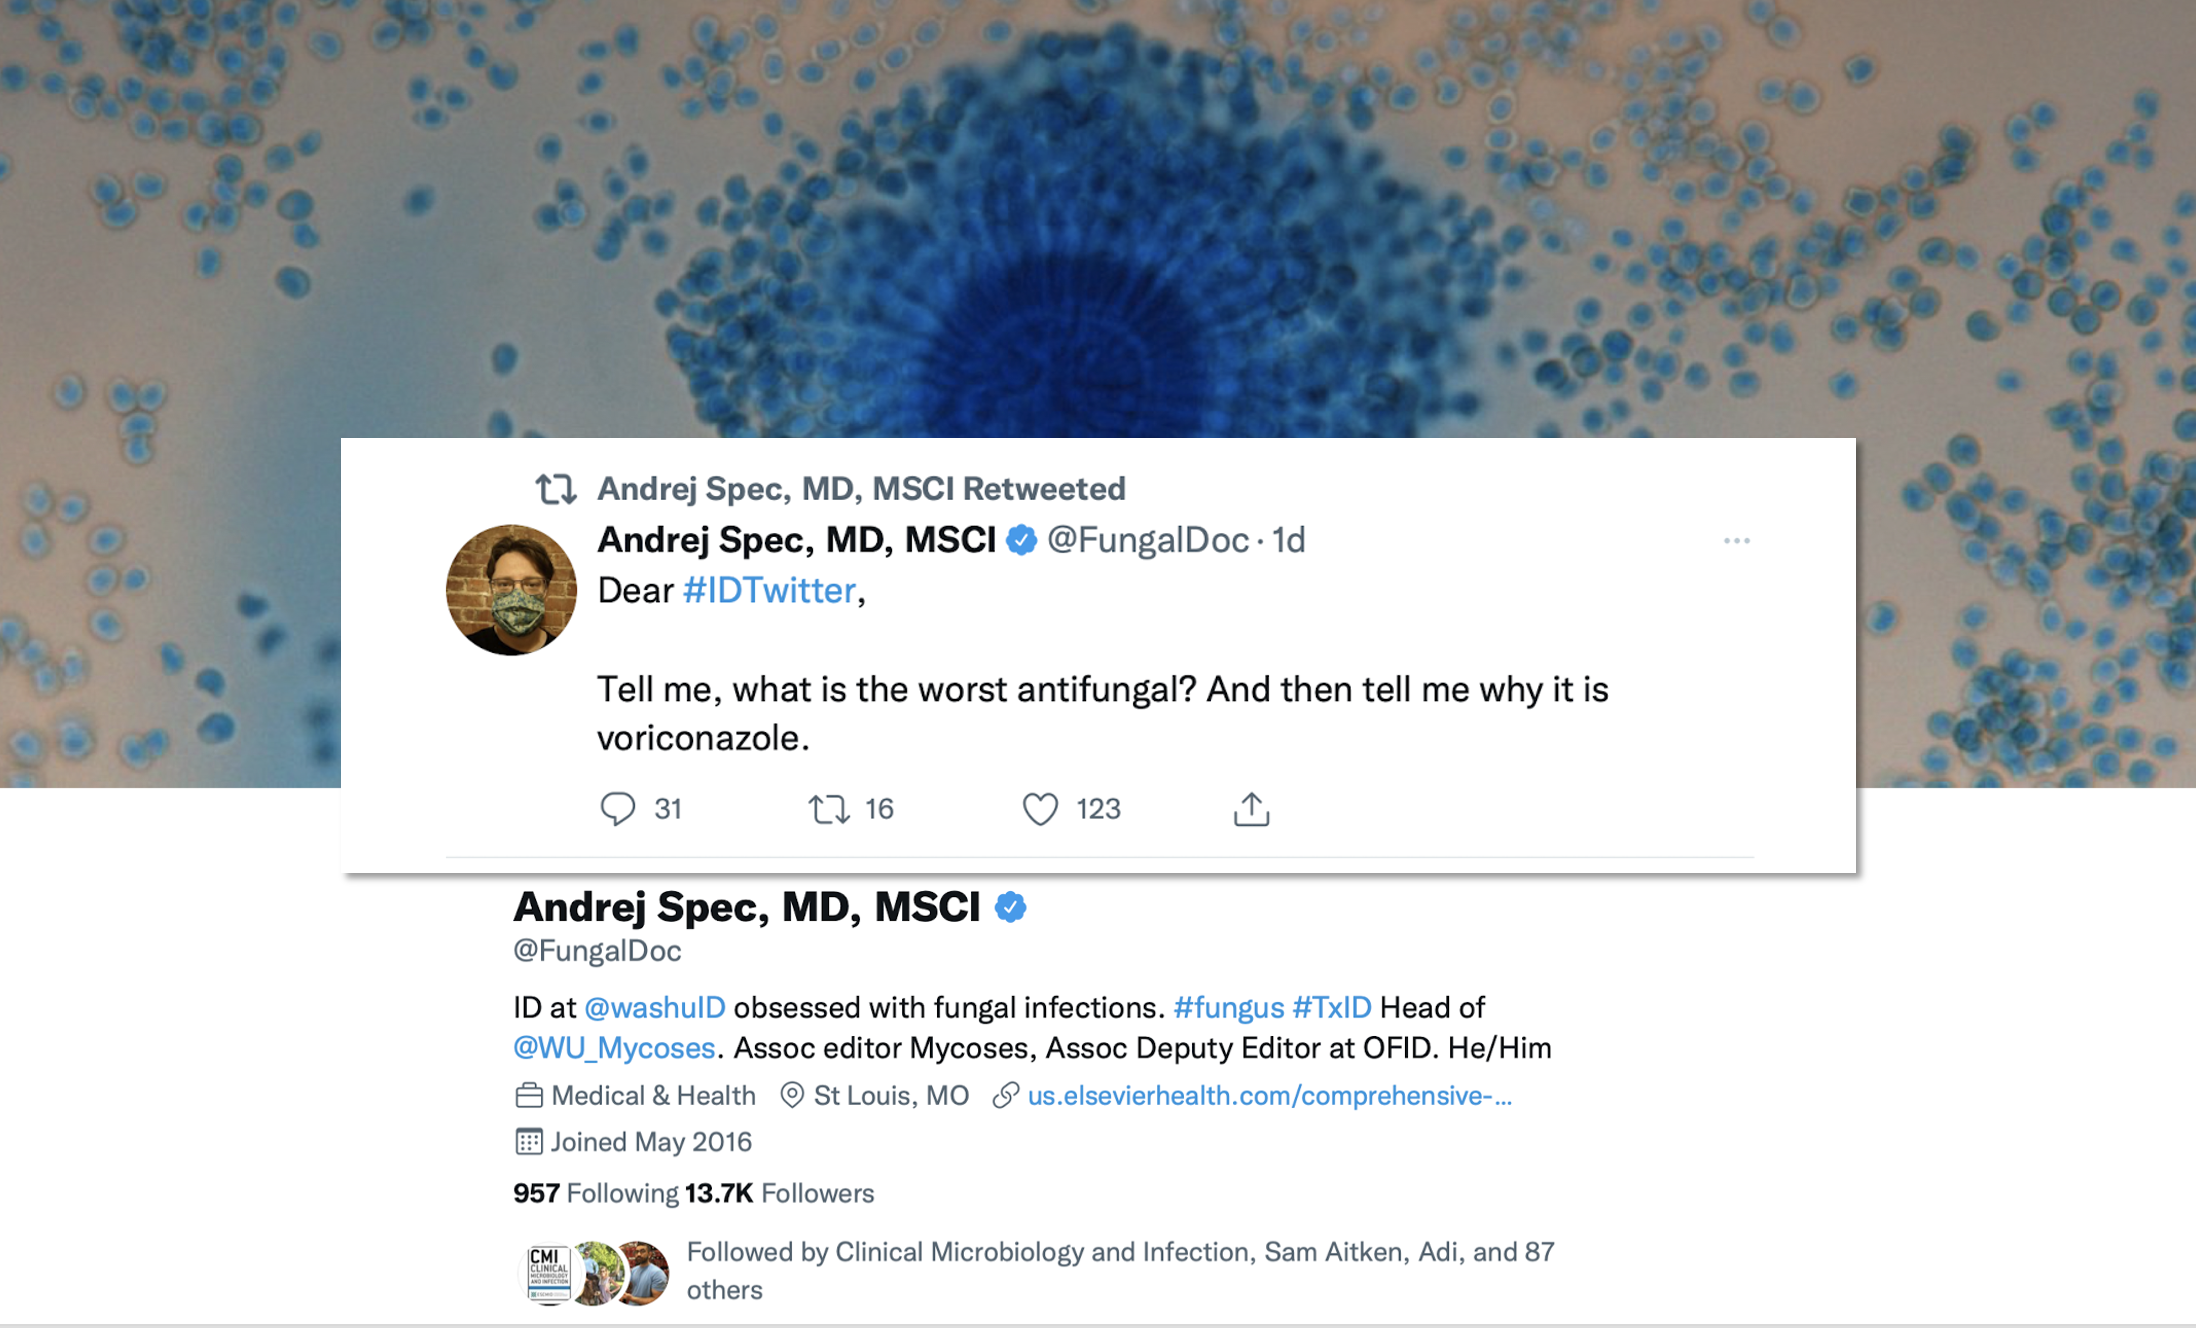 Andrej Spec, MD, MSCI Retweeted
Andrej Spec, MD, MSCI @FungalDoc · 1d
Dear #IDTwitter,
Tell me, what is the worst antifungal? And then tell me why it is
voriconazole.
31 16 123
Andrej Spec, MD, MSCI
@FungalDoc
ID at @washuID obsessed with fungal infections. #fungus #TxID Head of
@WU_Mycoses. Assoc editor Mycoses, Assoc Deputy Editor at OFID. He/Him
Medical & Health St Louis, MO us.elsevierhealth.com/comprehensive-...
Joined May 2016
957 Following 13.7K Followers
CMI
CLINICAL
MICROBIOLOGY
AND INFECTION
Followed by Clinical Microbiology and Infection, Sam Aitken, Adi, and 87
others